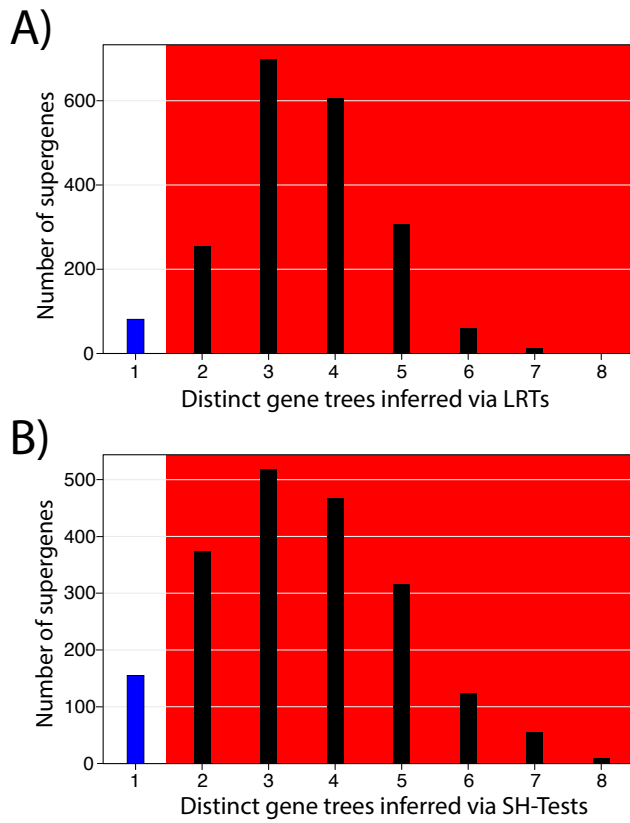 A)
Number of supergenes
600
400
200
0
1 2 3 4 5 6 7 8
Distinct gene trees inferred via LRTs
B)
Number of supergenes
500
400
300
200
100
0
1 2 3 4 5 6 7 8
Distinct gene trees inferred via SH-Tests